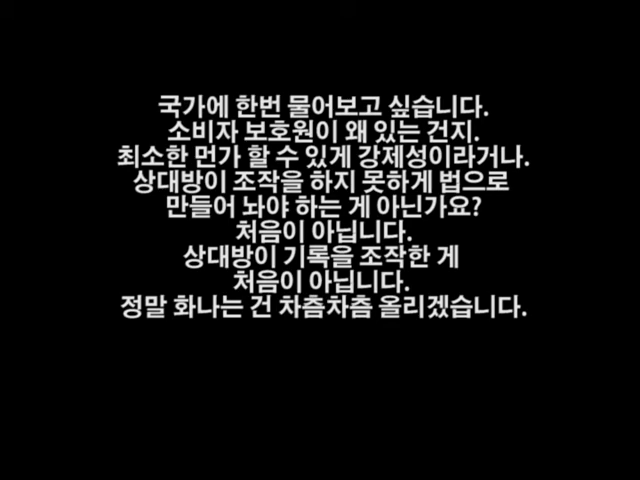 국가에 한번 물어보고 싶습니다.
소비자 보호원이 왜 있는 건지.
최소한 먼가 할 수 있게 강제성이라거나.
상대방이 조작을 하지 못하게 법으로
만들어 놔야 하는 게 아닌가요?
처음이 아닙니다.
상대방이 기록을 조작한 게
처음이 아닙니다.
정말 화나는 건 차츰차츰 올리겠습니다.